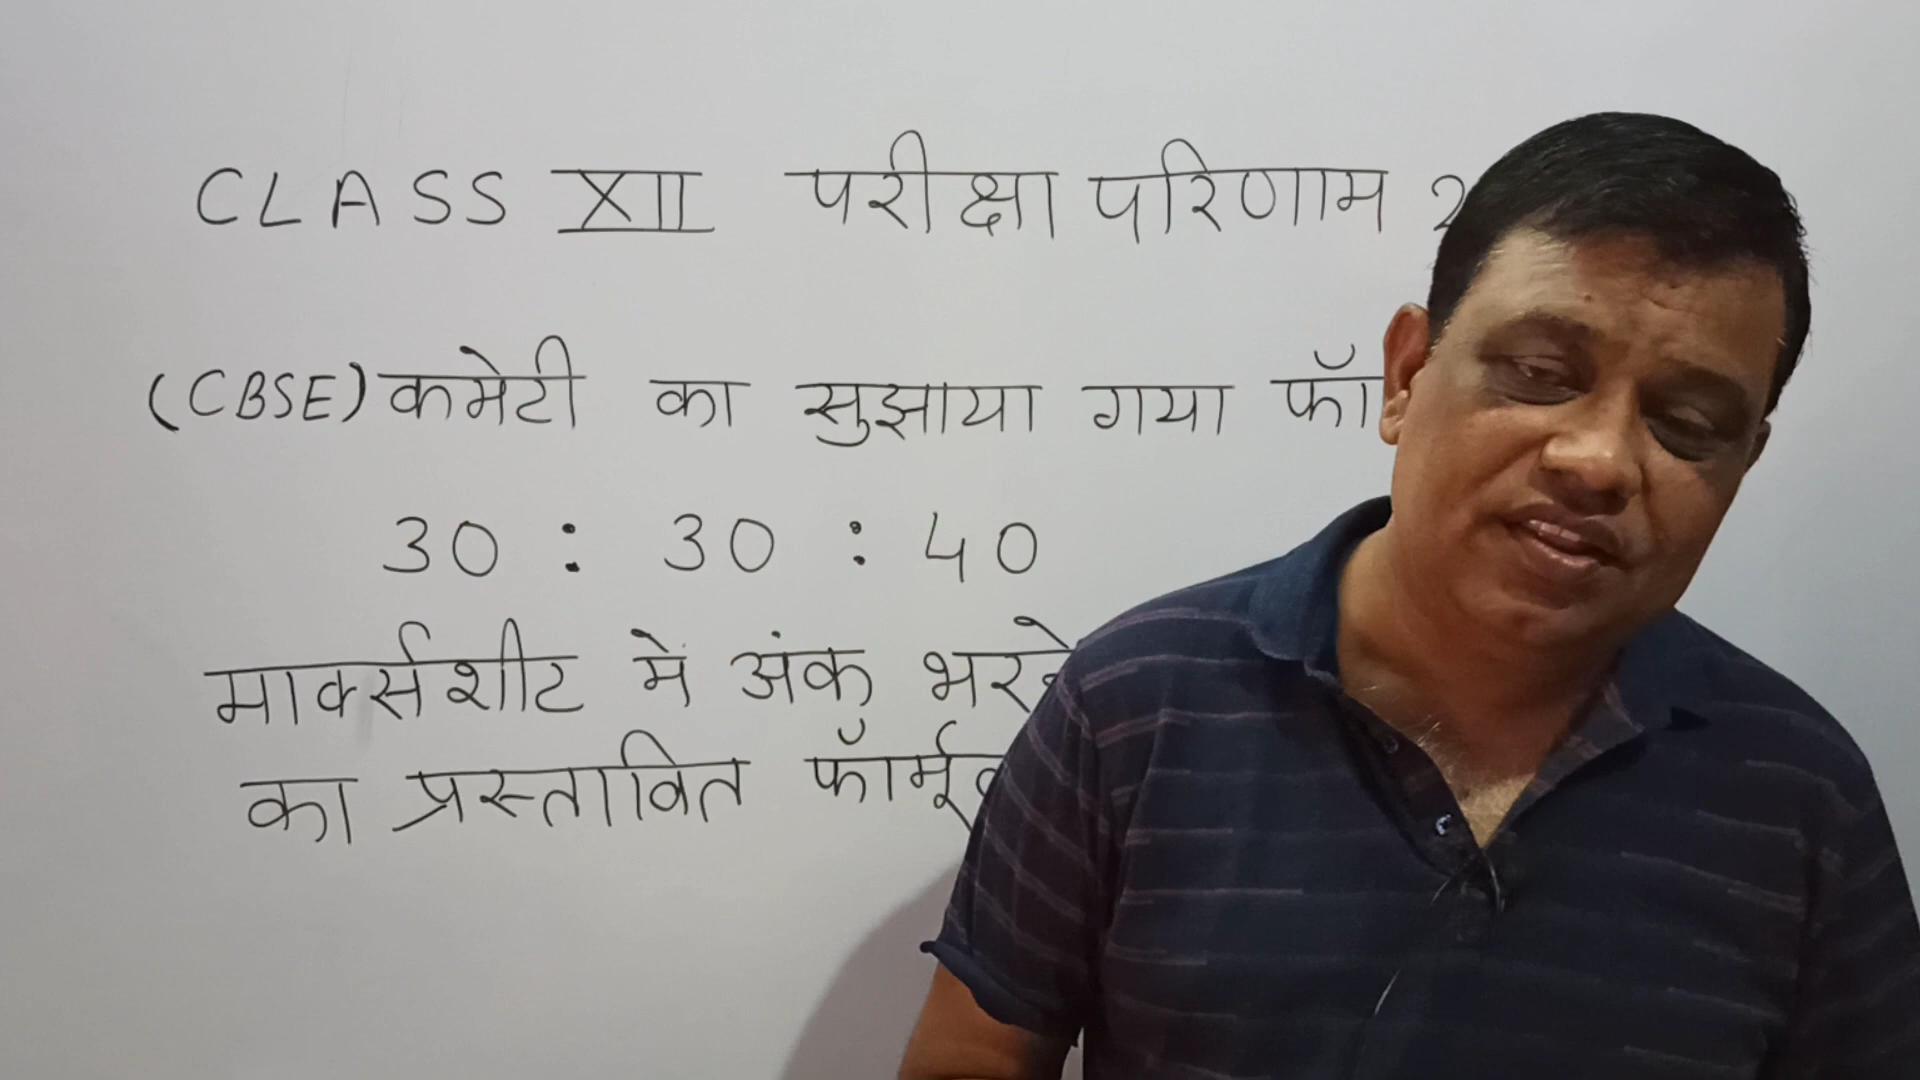 CLASS XII परीक्षा परिणाम
(CBSE) कमेटी का सुझाया गया
30 : 30 : 40
मार्क्सशीट में अंक
का प्रस्तावित